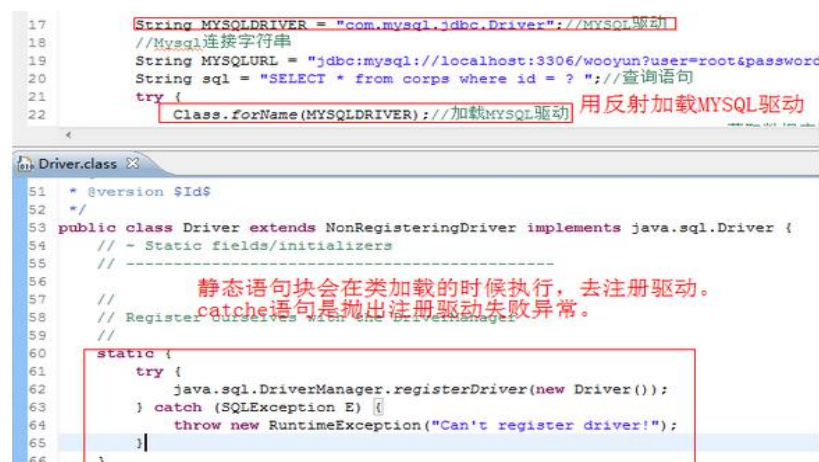 17 String MYSQLDRIVER = "com.mysql.jdbc.Driver";//MYSQL驱动
18 //Mysql连接字符串
19 String MYSQLURL = "jdbc:mysql://localhost:3306/wooyun?user=root&password
20 String sql = "SELECT * from corps where id = ? ";//查询语句
21 try {
22 Class.forName(MYSQLDRIVER);//加载MYSQL驱动
用反射加载MYSQL驱动
Driver.class
51 * @version $Id$
52 */
53 public class Driver extends NonRegisteringDriver implements java.sql.Driver {
54 // ~ Static fields/initializers
55 // ---------------------------------------------
56
静态语句块会在类加载的时候执行，去注册驱动。
57 //
catche语句是抛出注册驱动失败异常。
58 // Register ourselves with the DriverManager
59 //
60 static {
61 try {
62 java.sql.DriverManager.registerDriver(new Driver());
63 } catch (SQLException E) {
64 throw new RuntimeException("Can't register driver!");
65 }
66 }